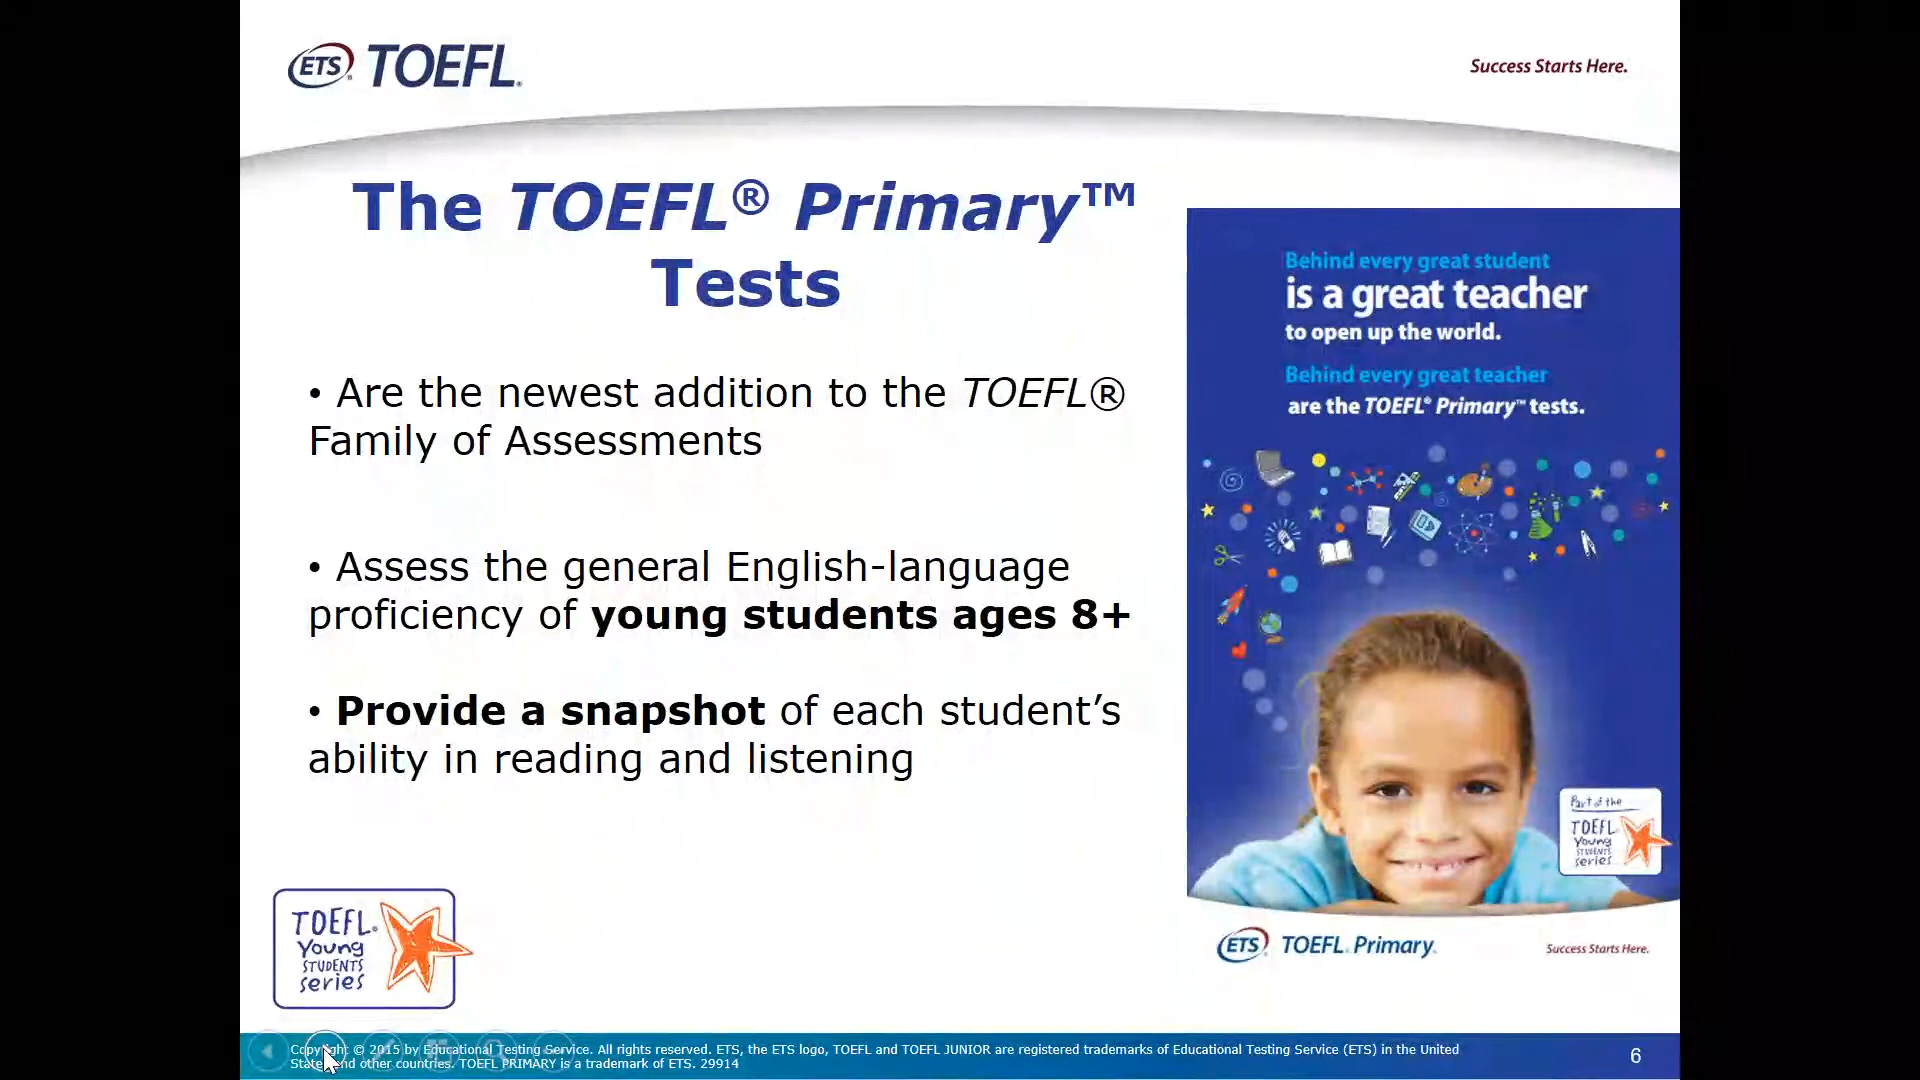 ETS® TOEFL®
Success Starts Here.
The TOEFL® Primary™
Tests
• Are the newest addition to the TOEFL®
Family of Assessments
• Assess the general English-language
proficiency of young students ages 8+
• Provide a snapshot of each student’s
ability in reading and listening
Behind every great student
is a great teacher
to open up the world.
Behind every great teacher
are the TOEFL® Primary™ tests.
Part of the
TOEFL
Young
STUDENTS
series
ETS® TOEFL® Primary™
Success Starts Here.
TOEFL®
Young
STUDENTS
series
Copyright © 2015 by Educational Testing Service. All rights reserved. ETS, the ETS logo, TOEFL and TOEFL JUNIOR are registered trademarks of Educational Testing Service (ETS) in the United
States and other countries. TOEFL PRIMARY is a trademark of ETS. 29914
6